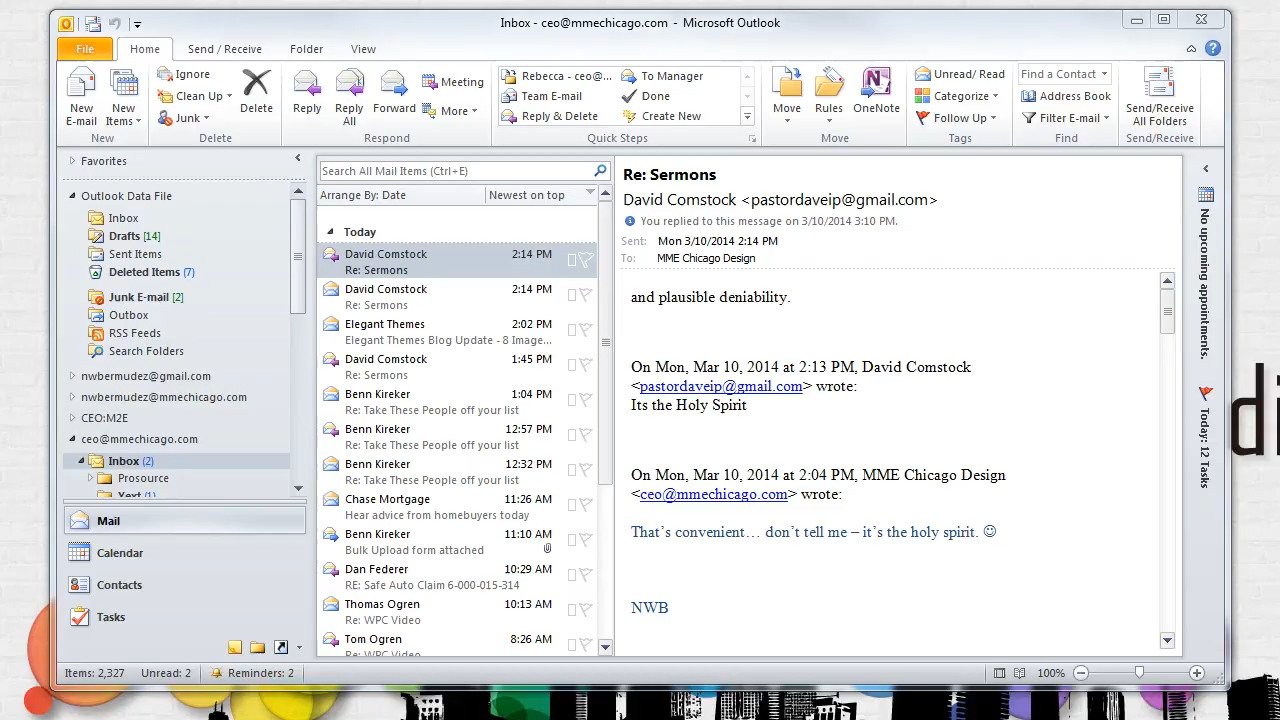 Inbox - ceo@mmechicago.com - Microsoft Outlook
File Home Send / Receive Folder View
New E-mail
New Items
New
Ignore
Clean Up
Junk
Delete
Delete
Reply
Reply All
Forward
Meeting
More
Respond
Rebecca - ceo@...
Team E-mail
Reply & Delete
To Manager
Done
Create New
Quick Steps
Move
Rules
OneNote
Move
Unread/ Read
Categorize
Follow Up
Tags
Find a Contact
Address Book
Filter E-mail
Find
Send/Receive All Folders
Send/Receive
Favorites
Outlook Data File
Inbox
Drafts [14]
Sent Items
Deleted Items (7)
Junk E-mail [2]
Outbox
RSS Feeds
Search Folders
nwbermudez@gmail.com
nwbermudez@mmechicago.com
CEO:M2E
ceo@mmechicago.com
Inbox (2)
Prosource
Yext (1)
Mail
Calendar
Contacts
Tasks
Search All Mail Items (Ctrl+E)
Arrange By: Date Newest on top
Today
David Comstock 2:14 PM
Re: Sermons
David Comstock 2:14 PM
Re: Sermons
Elegant Themes 2:02 PM
Elegant Themes Blog Update - 8 Image...
David Comstock 1:45 PM
Re: Sermons
Benn Kireker 1:04 PM
Re: Take These People off your list
Benn Kireker 12:57 PM
Re: Take These People off your list
Benn Kireker 12:32 PM
Re: Take These People off your list
Chase Mortgage 11:26 AM
Hear advice from homebuyers today
Benn Kireker 11:10 AM
Bulk Upload form attached
Dan Federer 10:29 AM
RE: Safe Auto Claim 6-000-015-314
Thomas Ogren 10:13 AM
Re: WPC Video
Tom Ogren 8:26 AM
Re: WPC Video
Re: Sermons
David Comstock <pastordaveip@gmail.com>
You replied to this message on 3/10/2014 3:10 PM.
Sent: Mon 3/10/2014 2:14 PM
To: MME Chicago Design
and plausible deniability.
On Mon, Mar 10, 2014 at 2:13 PM, David Comstock
<pastordaveip@gmail.com> wrote:
Its the Holy Spirit
On Mon, Mar 10, 2014 at 2:04 PM, MME Chicago Design
<ceo@mmechicago.com> wrote:
That's convenient… don't tell me – it's the holy spirit. ☺
NWB
No upcoming appointments.
Today: 12 Tasks
di
Items: 2,327 Unread: 2 Reminders: 2 100%